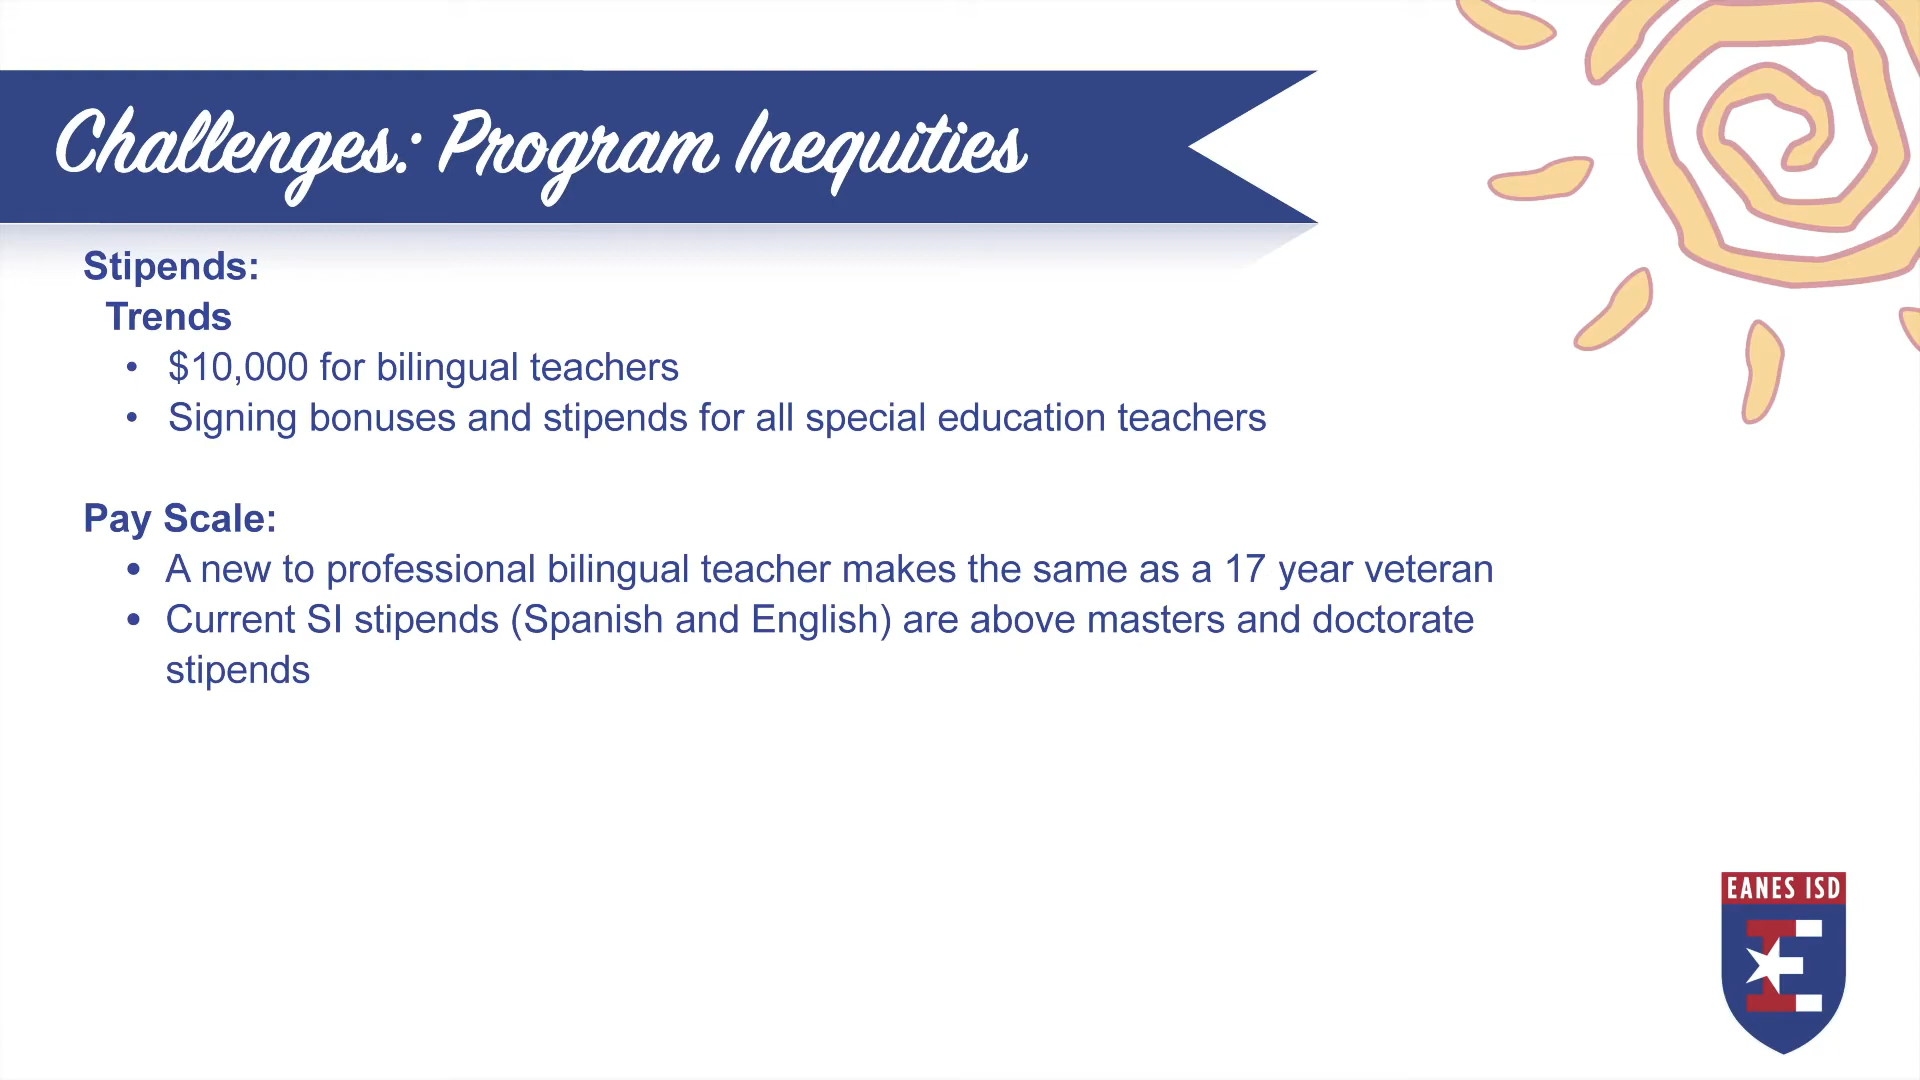 Challenges: Program Inequities
Stipends:
Trends
• $10,000 for bilingual teachers
• Signing bonuses and stipends for all special education teachers
Pay Scale:
• A new to professional bilingual teacher makes the same as a 17 year veteran
• Current SI stipends (Spanish and English) are above masters and doctorate
stipends
EANES ISD
E